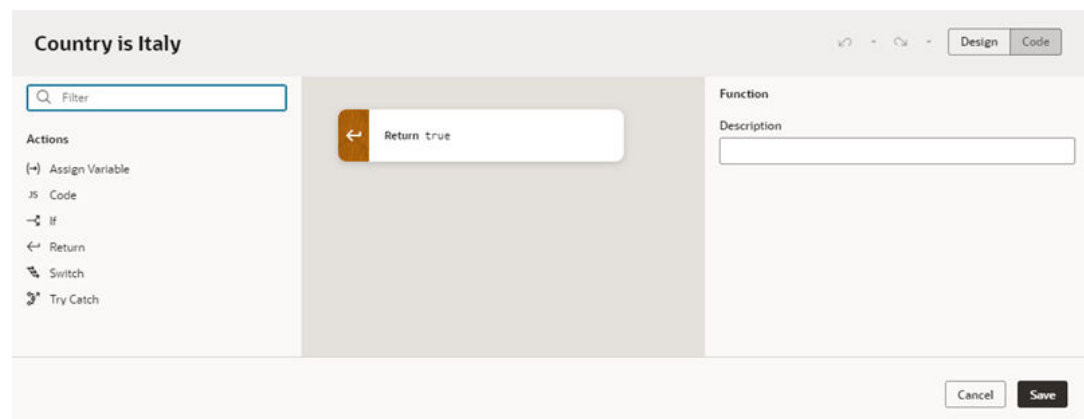 Country is Italy
Design Code
Filter
Actions
Assign Variable
JS Code
If
Return
Switch
Try Catch
Return true
Function
Description
Cancel Save